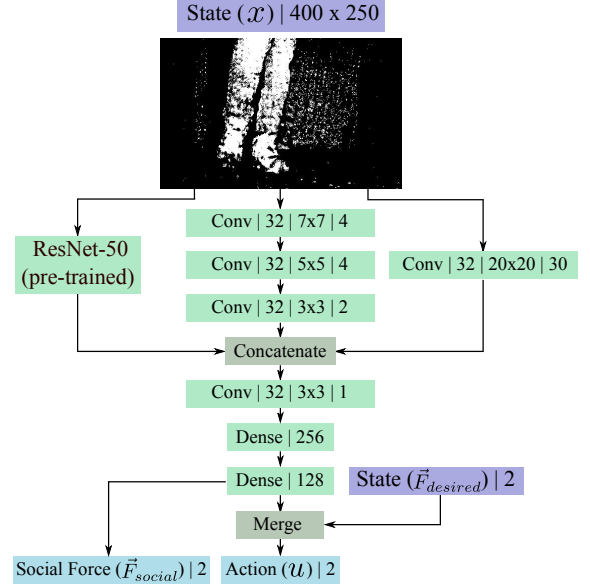 State (x) | 400 x 250
Conv | 32 | 7x7 | 4
ResNet-50
(pre-trained)
Conv | 32 | 5x5 | 4
Conv | 32 | 20x20 | 30
Conv | 32 | 3x3 | 2
Concatenate
Conv | 32 | 3x3 | 1
Dense | 256
Dense | 128
State (F⃗_desired) | 2
Merge
Social Force (F⃗_social) | 2
Action (u) | 2